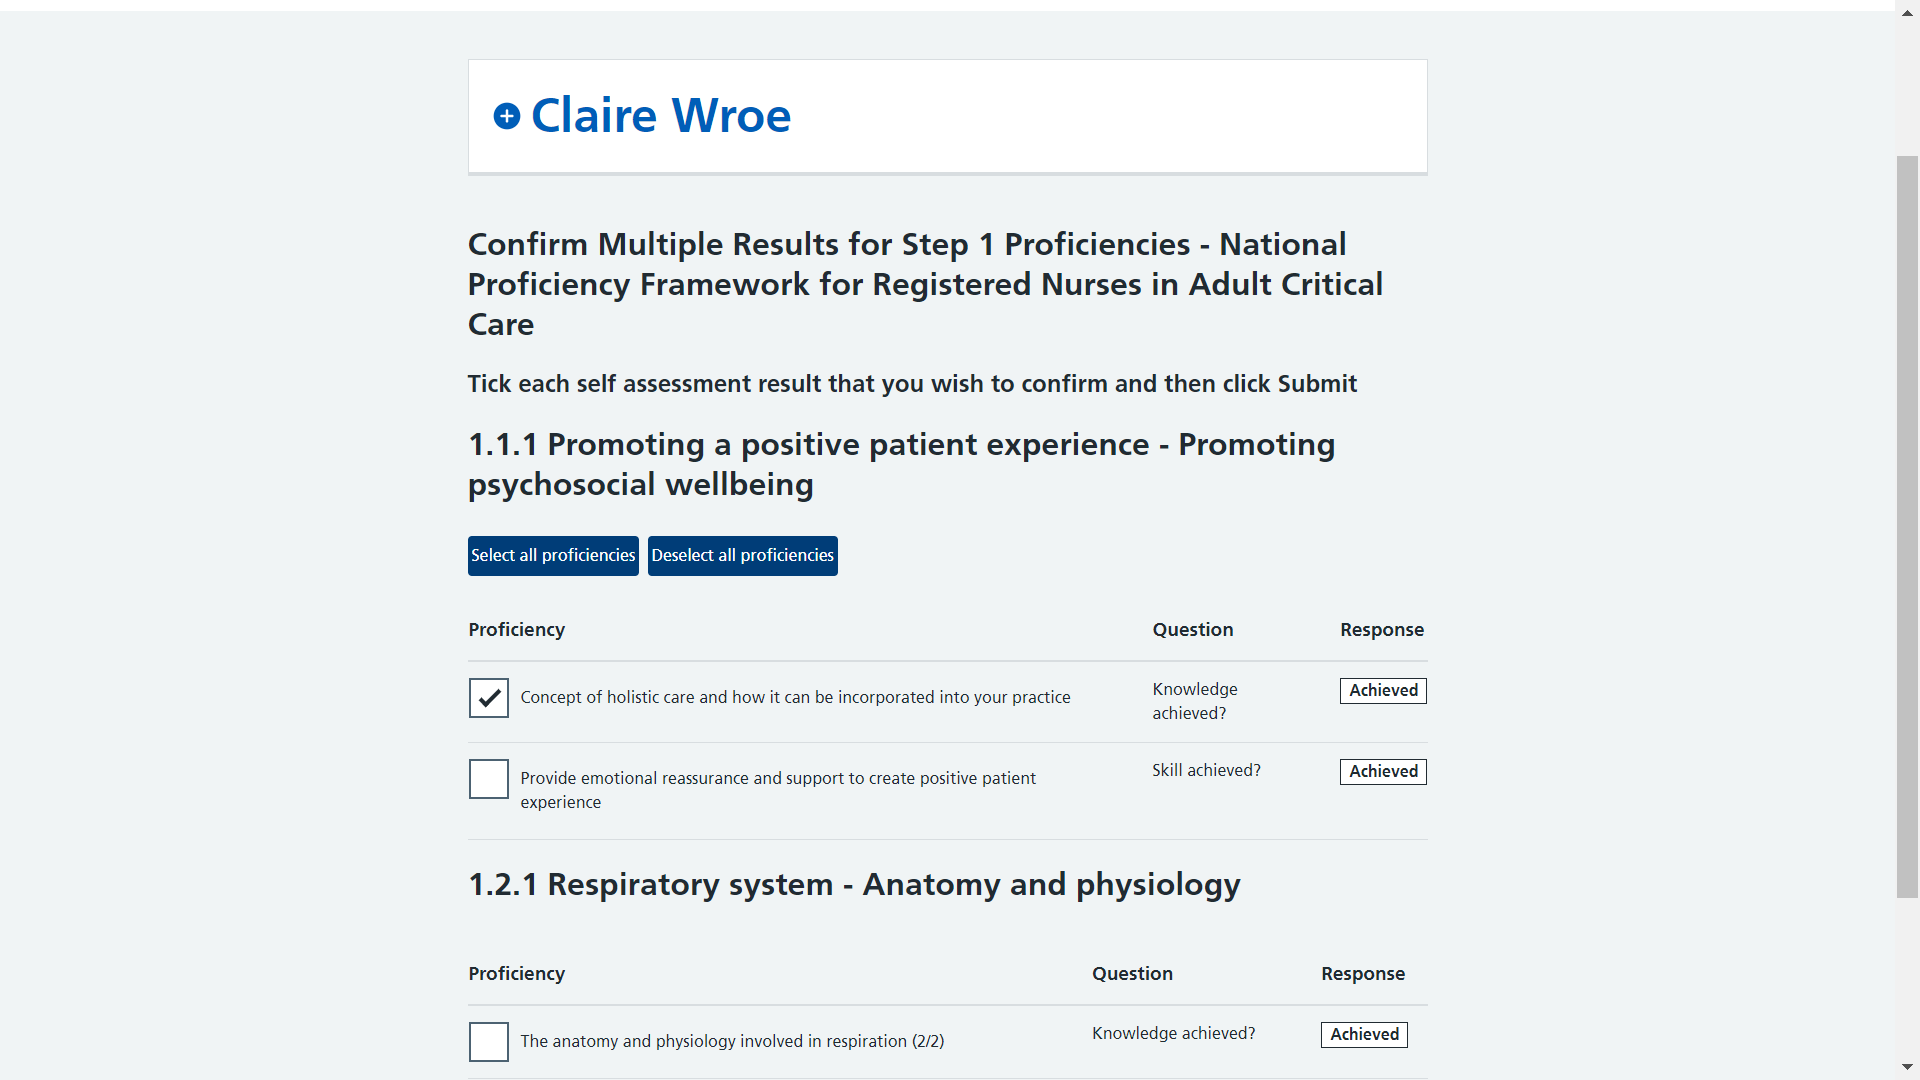 Claire Wroe
Confirm Multiple Results for Step 1 Proficiencies - National
Proficiency Framework for Registered Nurses in Adult Critical
Care
Tick each self assessment result that you wish to confirm and then click Submit
1.1.1 Promoting a positive patient experience - Promoting
psychosocial wellbeing
Select all proficiencies Deselect all proficiencies
Proficiency Question Response
Concept of holistic care and how it can be incorporated into your practice Knowledge Achieved
achieved?
Provide emotional reassurance and support to create positive patient Skill achieved? Achieved
experience
1.2.1 Respiratory system - Anatomy and physiology
Proficiency Question Response
The anatomy and physiology involved in respiration (2/2) Knowledge achieved? Achieved